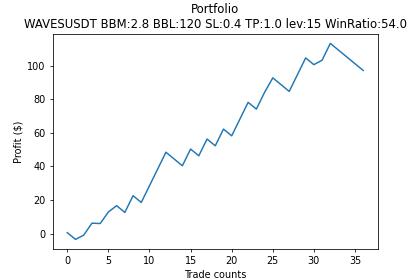 Portfolio
WAVESUSDT BBM:2.8 BBL:120 SL:0.4 TP:1.0 lev:15 WinRatio:54.0
100
80
60
40
20
0
Profit ($)
0 5 10 15 20 25 30 35
Trade counts